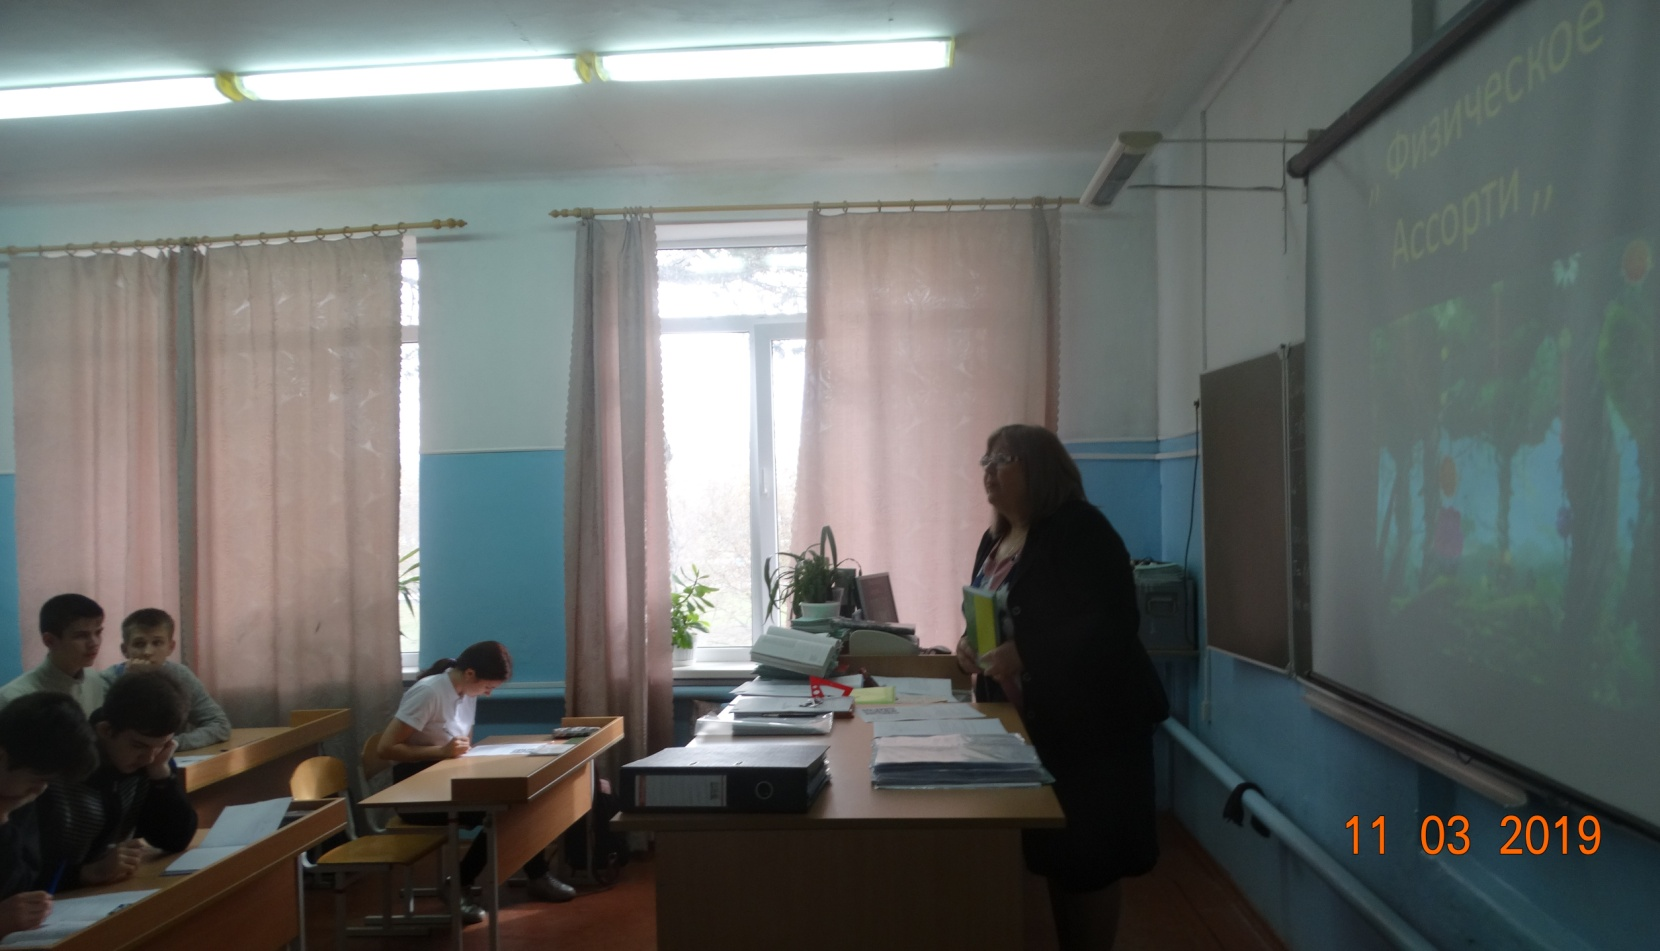 ,, Физическое
Ассорти ,,
11 03 2019